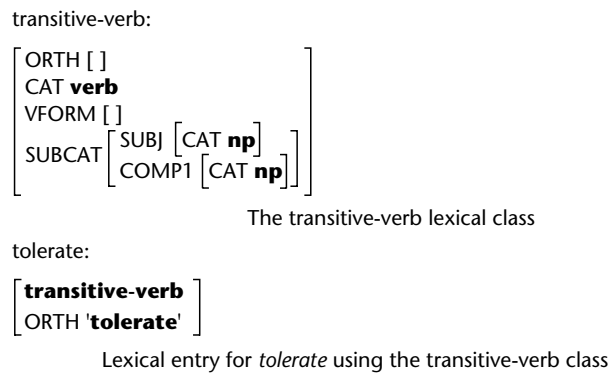 transitive-verb:
ORTH [ ]
CAT verb
VFORM [ ]
SUBCAT [SUBJ [CAT np]
COMP1 [CAT np]]
The transitive-verb lexical class
tolerate:
transitive-verb
ORTH 'tolerate'
Lexical entry for tolerate using the transitive-verb class